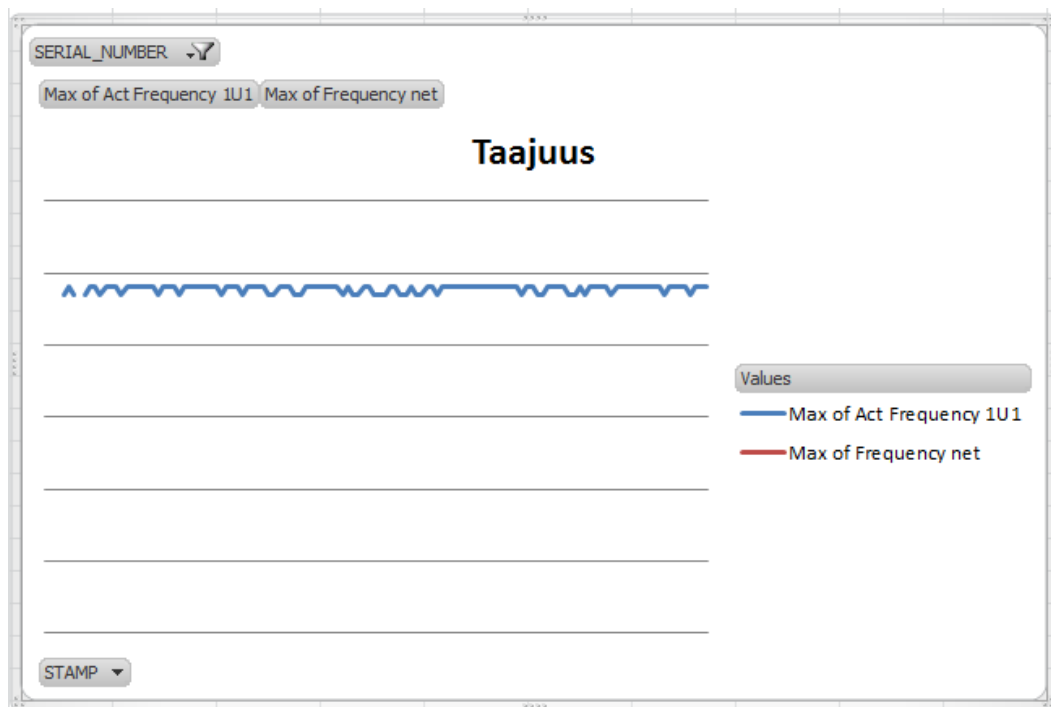 SERIAL_NUMBER
Max of Act Frequency 1U1 Max of Frequency net
Taajuus
Values
Max of Act Frequency 1U1
Max of Frequency net
STAMP